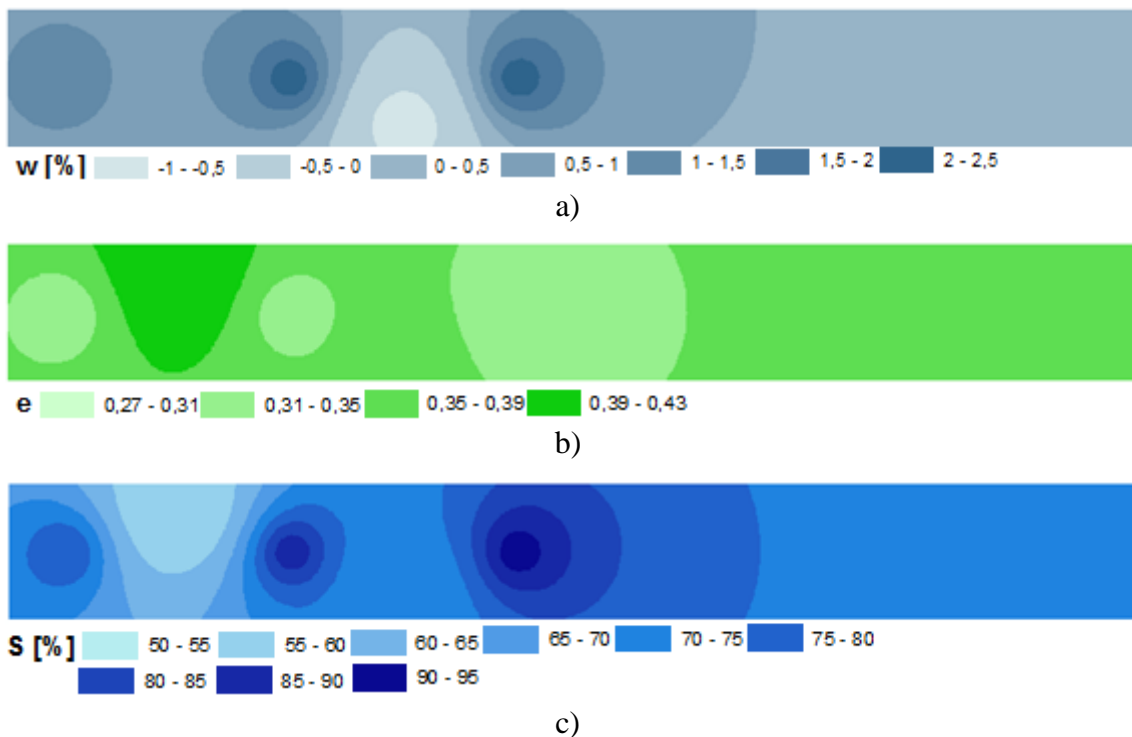 w [%] -1 - -0,5 -0,5 - 0 0 - 0,5 0,5 - 1 1 - 1,5 1,5 - 2 2 - 2,5
a)
e 0,27 - 0,31 0,31 - 0,35 0,35 - 0,39 0,39 - 0,43
b)
S [%] 50 - 55 55 - 60 60 - 65 65 - 70 70 - 75 75 - 80
80 - 85 85 - 90 90 - 95
c)